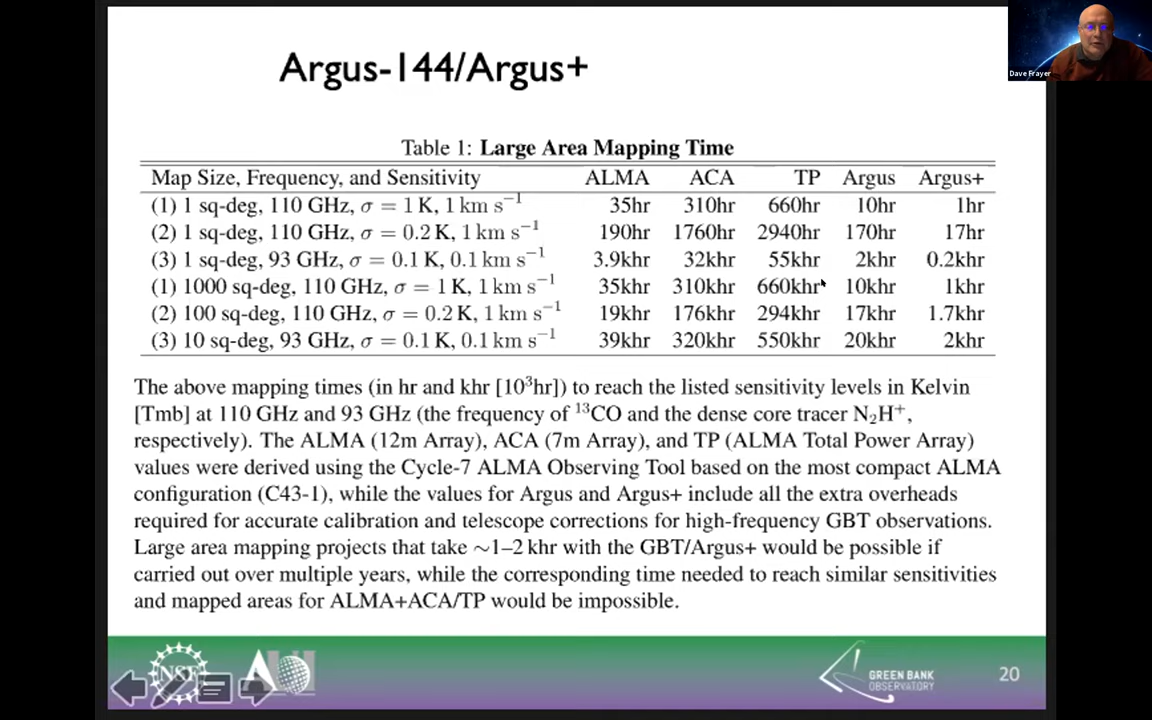 Argus-144/Argus+
Dave Frayer
Table 1: Large Area Mapping Time
Map Size, Frequency, and Sensitivity ALMA ACA TP Argus Argus+
(1) 1 sq-deg, 110 GHz, σ = 1 K, 1 km s⁻¹ 35hr 310hr 660hr 10hr 1hr
(2) 1 sq-deg, 110 GHz, σ = 0.2 K, 1 km s⁻¹ 190hr 1760hr 2940hr 170hr 17hr
(3) 1 sq-deg, 93 GHz, σ = 0.1 K, 0.1 km s⁻¹ 3.9khr 32khr 55khr 2khr 0.2khr
(1) 1000 sq-deg, 110 GHz, σ = 1 K, 1 km s⁻¹ 35khr 310khr 660khr 10khr 1khr
(2) 100 sq-deg, 110 GHz, σ = 0.2 K, 1 km s⁻¹ 19khr 176khr 294khr 17khr 1.7khr
(3) 10 sq-deg, 93 GHz, σ = 0.1 K, 0.1 km s⁻¹ 39khr 320khr 550khr 20khr 2khr
The above mapping times (in hr and khr [10³hr]) to reach the listed sensitivity levels in Kelvin
[Tmb] at 110 GHz and 93 GHz (the frequency of ¹³CO and the dense core tracer N₂H⁺,
respectively). The ALMA (12m Array), ACA (7m Array), and TP (ALMA Total Power Array)
values were derived using the Cycle-7 ALMA Observing Tool based on the most compact ALMA
configuration (C43-1), while the values for Argus and Argus+ include all the extra overheads
required for accurate calibration and telescope corrections for high-frequency GBT observations.
Large area mapping projects that take ∼1–2 khr with the GBT/Argus+ would be possible if
carried out over multiple years, while the corresponding time needed to reach similar sensitivities
and mapped areas for ALMA+ACA/TP would be impossible.
NSF
GREEN BANK
OBSERVATORY
20